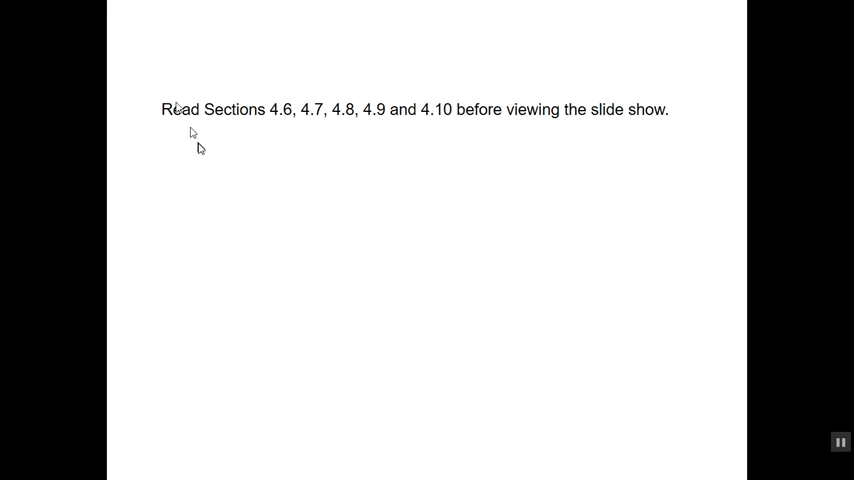 Read Sections 4.6, 4.7, 4.8, 4.9 and 4.10 before viewing the slide show.